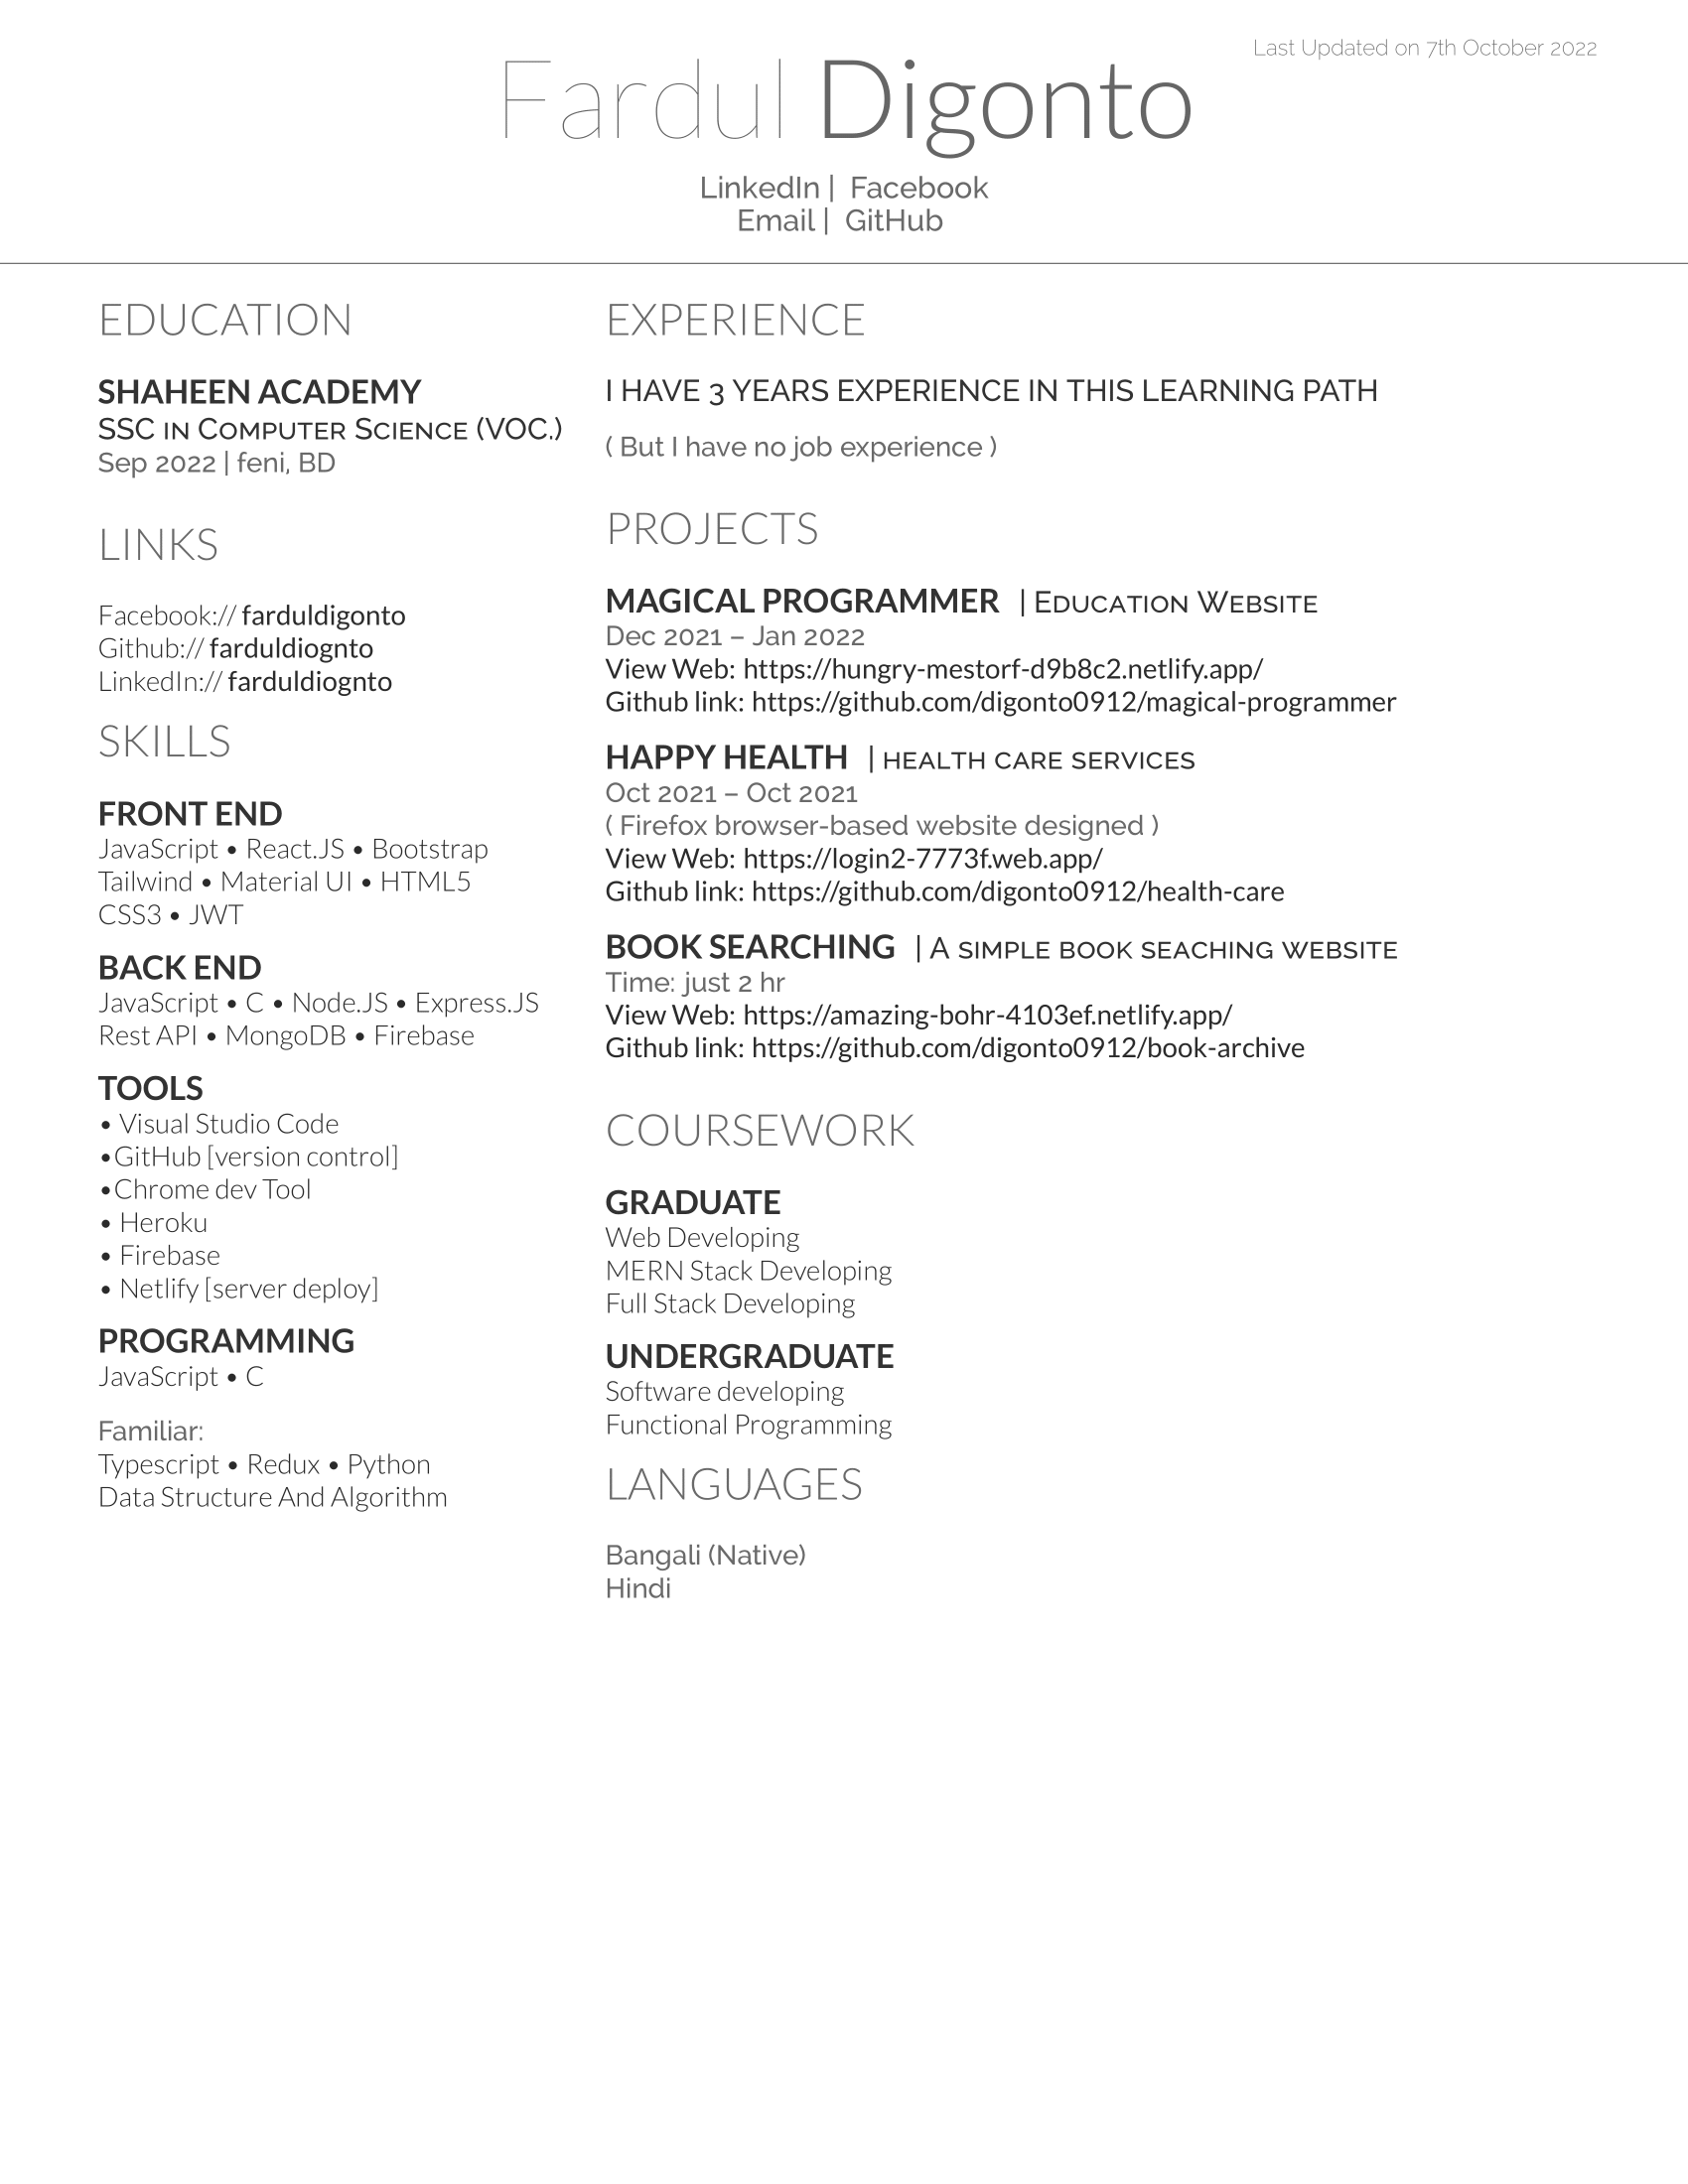 Last Updated on 7th October 2022
Fardul Digonto
LinkedIn | Facebook
Email | GitHub
EDUCATION
SHAHEEN ACADEMY
SSC IN COMPUTER SCIENCE (VOC.)
Sep 2022 | feni, BD
LINKS
Facebook:// farduldigonto
Github:// farduldiognto
LinkedIn:// farduldiognto
SKILLS
FRONT END
JavaScript • React.JS • Bootstrap
Tailwind • Material UI • HTML5
CSS3 • JWT
BACK END
JavaScript • C • Node.JS • Express.JS
Rest API • MongoDB • Firebase
TOOLS
• Visual Studio Code
•GitHub [version control]
•Chrome dev Tool
• Heroku
• Firebase
• Netlify [server deploy]
PROGRAMMING
JavaScript • C
Familiar:
Typescript • Redux • Python
Data Structure And Algorithm
EXPERIENCE
I HAVE 3 YEARS EXPERIENCE IN THIS LEARNING PATH
( But I have no job experience )
PROJECTS
MAGICAL PROGRAMMER | EDUCATION WEBSITE
Dec 2021 – Jan 2022
View Web: https://hungry-mestorf-d9b8c2.netlify.app/
Github link: https://github.com/digonto0912/magical-programmer
HAPPY HEALTH | HEALTH CARE SERVICES
Oct 2021 – Oct 2021
( Firefox browser-based website designed )
View Web: https://login2-7773f.web.app/
Github link: https://github.com/digonto0912/health-care
BOOK SEARCHING | A SIMPLE BOOK SEACHING WEBSITE
Time: just 2 hr
View Web: https://amazing-bohr-4103ef.netlify.app/
Github link: https://github.com/digonto0912/book-archive
COURSEWORK
GRADUATE
Web Developing
MERN Stack Developing
Full Stack Developing
UNDERGRADUATE
Software developing
Functional Programming
LANGUAGES
Bangali (Native)
Hindi